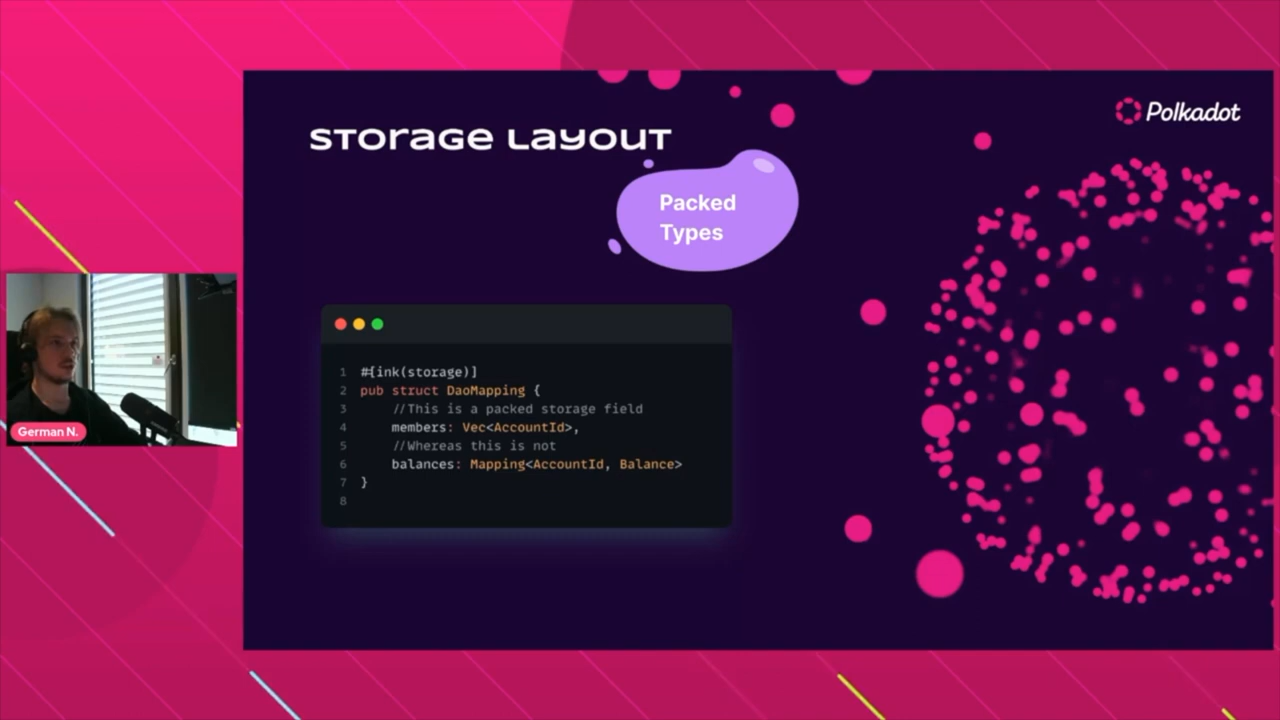 Polkadot
Storage Layout
Packed
Types
1 #[ink(storage)]
2 pub struct DaoMapping {
3 //This is a packed storage field
4 members: Vec<AccountId>,
5 //Whereas this is not
6 balances: Mapping<AccountId, Balance>
7 }
8
German N.